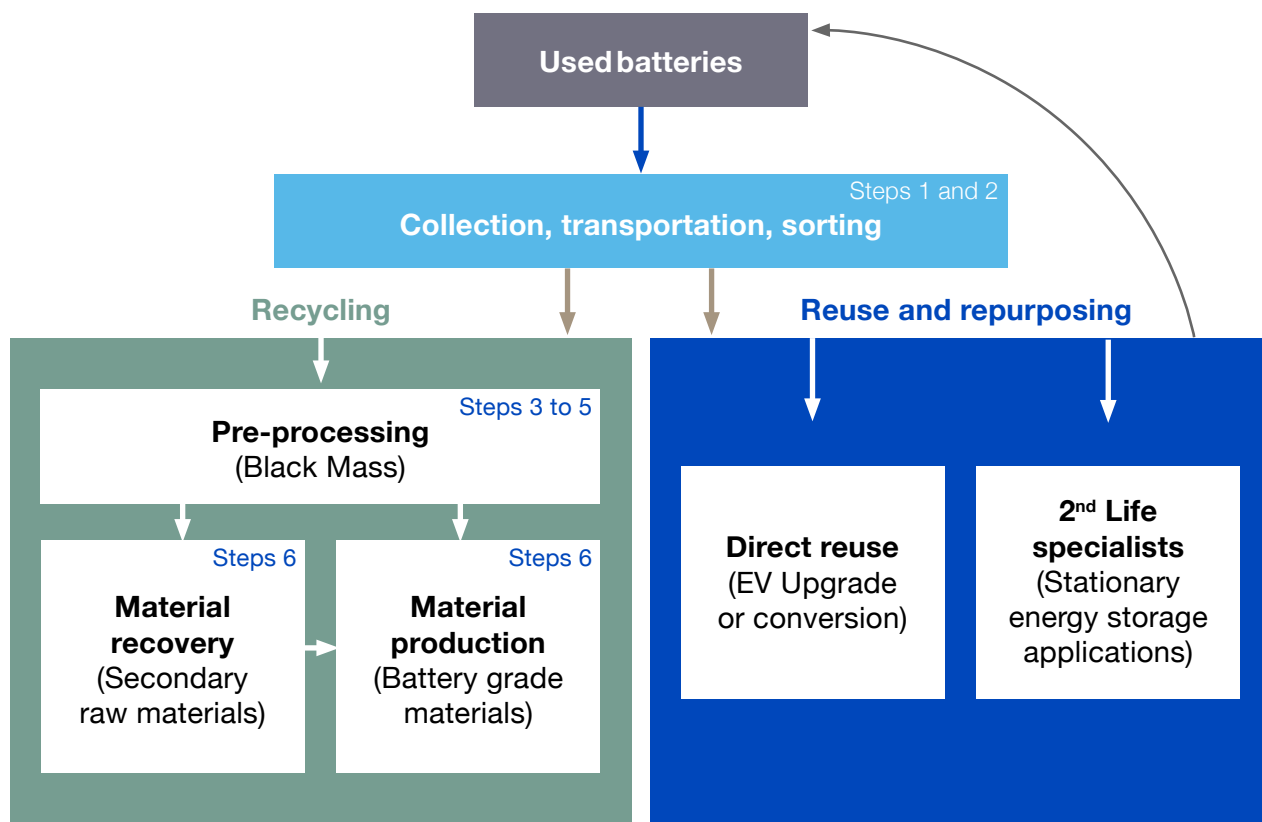 Used batteries
Steps 1 and 2
Collection, transportation, sorting
Recycling
Reuse and repurposing
Steps 3 to 5
Pre-processing
(Black Mass)
Steps 6
Material
recovery
(Secondary
raw materials)
Steps 6
Material
production
(Battery grade
materials)
Direct reuse
(EV Upgrade
or conversion)
2nd Life
specialists
(Stationary
energy storage
applications)